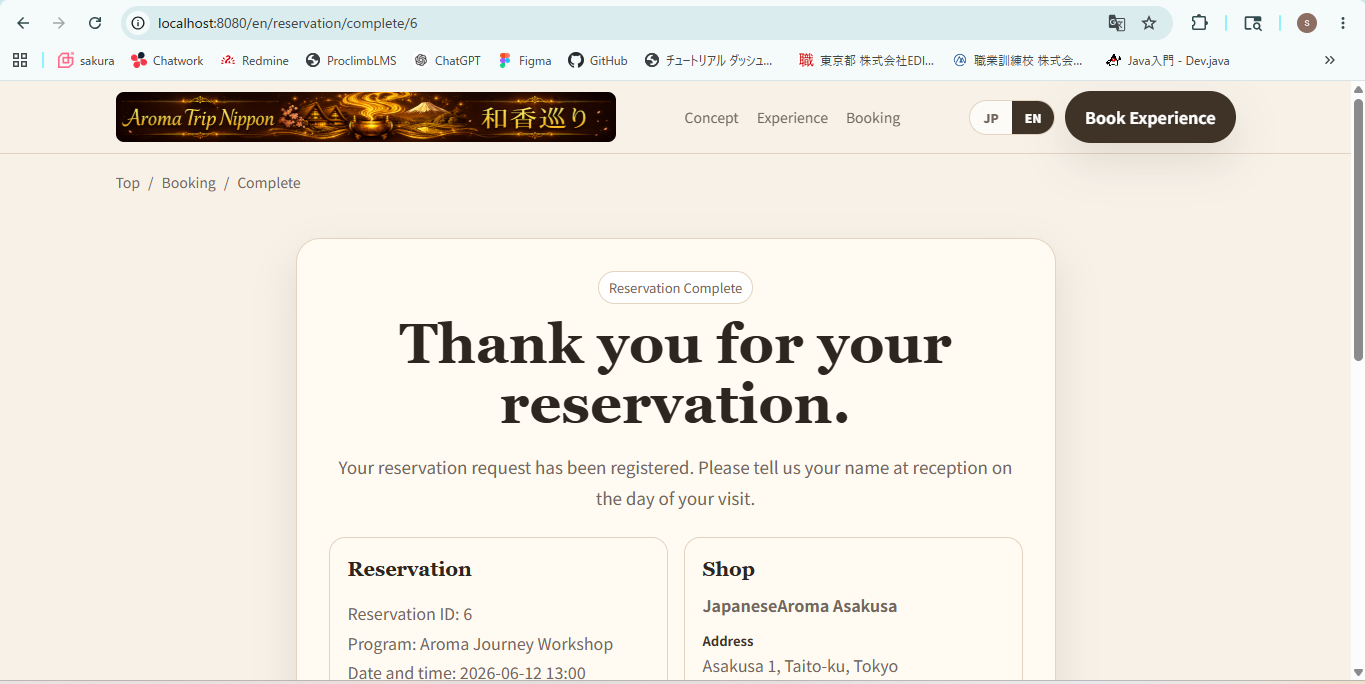 localhost:8080/en/reservation/complete/6
S
sakura
Chatwork
Redmine
ProclimbLMS
ChatGPT
Figma
GitHub
チュートリアル ダッシュ...
職 東京都 株式会社EDI...
職業訓練校 株式会...
Java入門 - Dev.java
Aroma Trip Nippon 和香巡り
Concept
Experience
Booking
JP
EN
Book Experience
Top / Booking / Complete
Reservation Complete
Thank you for your
reservation.
Your reservation request has been registered. Please tell us your name at reception on
the day of your visit.
Reservation
Reservation ID: 6
Program: Aroma Journey Workshop
Date and time: 2026-06-12 13:00
Shop
JapaneseAroma Asakusa
Address
Asakusa 1, Taito-ku, Tokyo